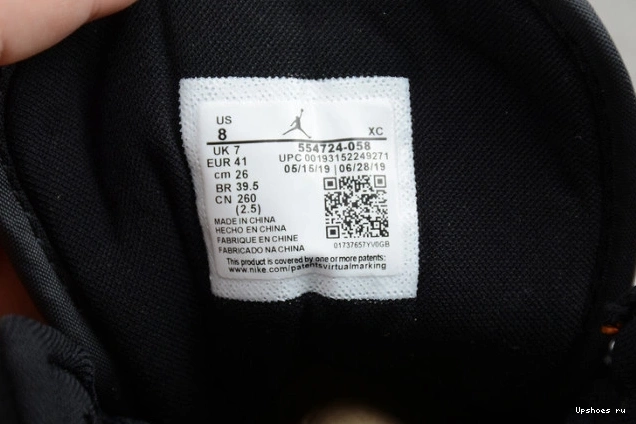 US
8 XC
UK 7 554724-058
EUR 41 UPC 00193152249271
cm 26 05/15/19 | 06/28/19
BR 39.5
CN 260
(2.5)
MADE IN CHINA
HECHO EN CHINA
FABRIQUE EN CHINE
FABRICADO NA CHINA
01737657YV0GB
This product is covered by one or more patents:
www.nike.com/patentsvirtualmarking
Upshoes ru